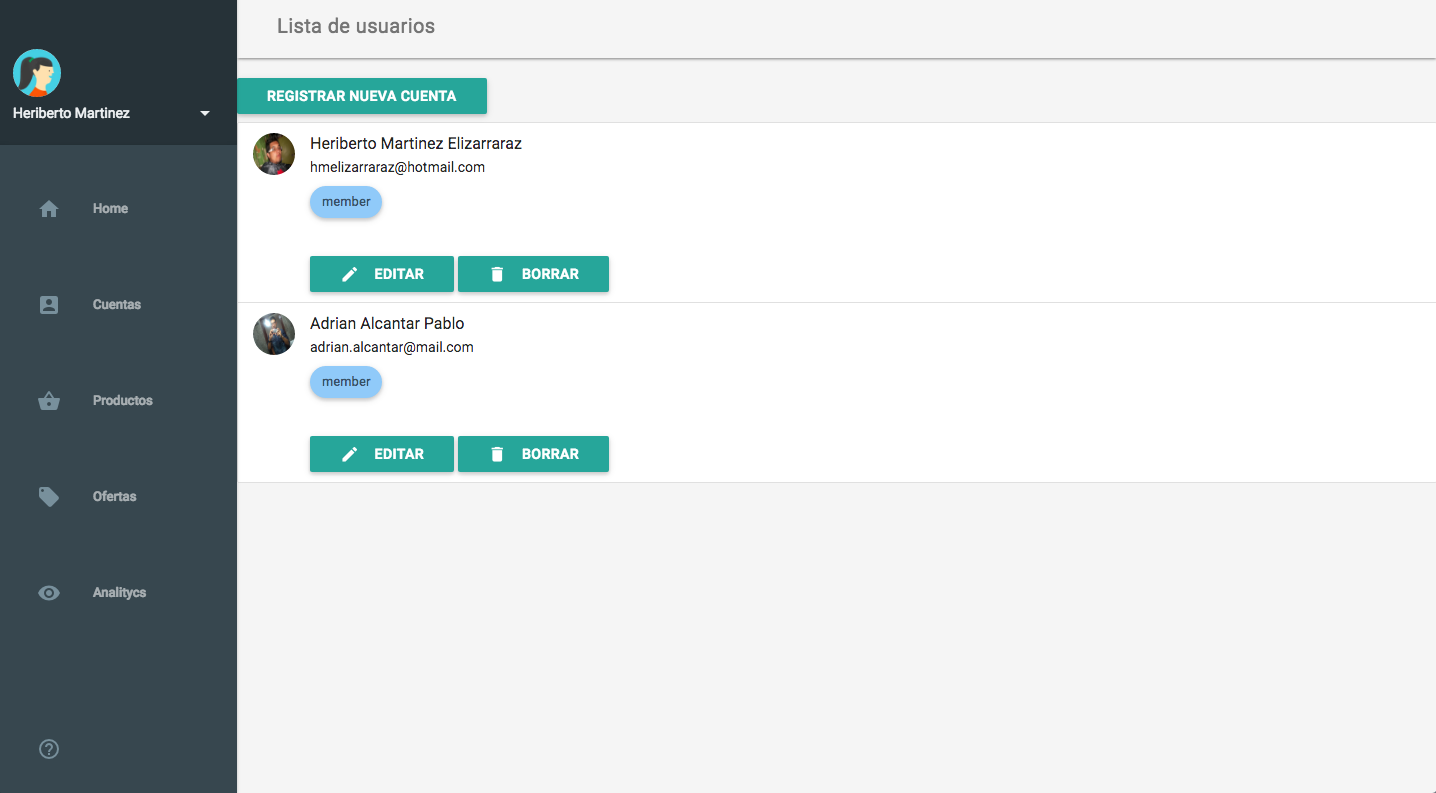 Lista de usuarios
Heriberto Martinez
Home
Cuentas
Productos
Ofertas
Analitycs
REGISTRAR NUEVA CUENTA
Heriberto Martinez Elizarraraz
hmelizarraraz@hotmail.com
member
EDITAR BORRAR
Adrian Alcantar Pablo
adrian.alcantar@mail.com
member
EDITAR BORRAR